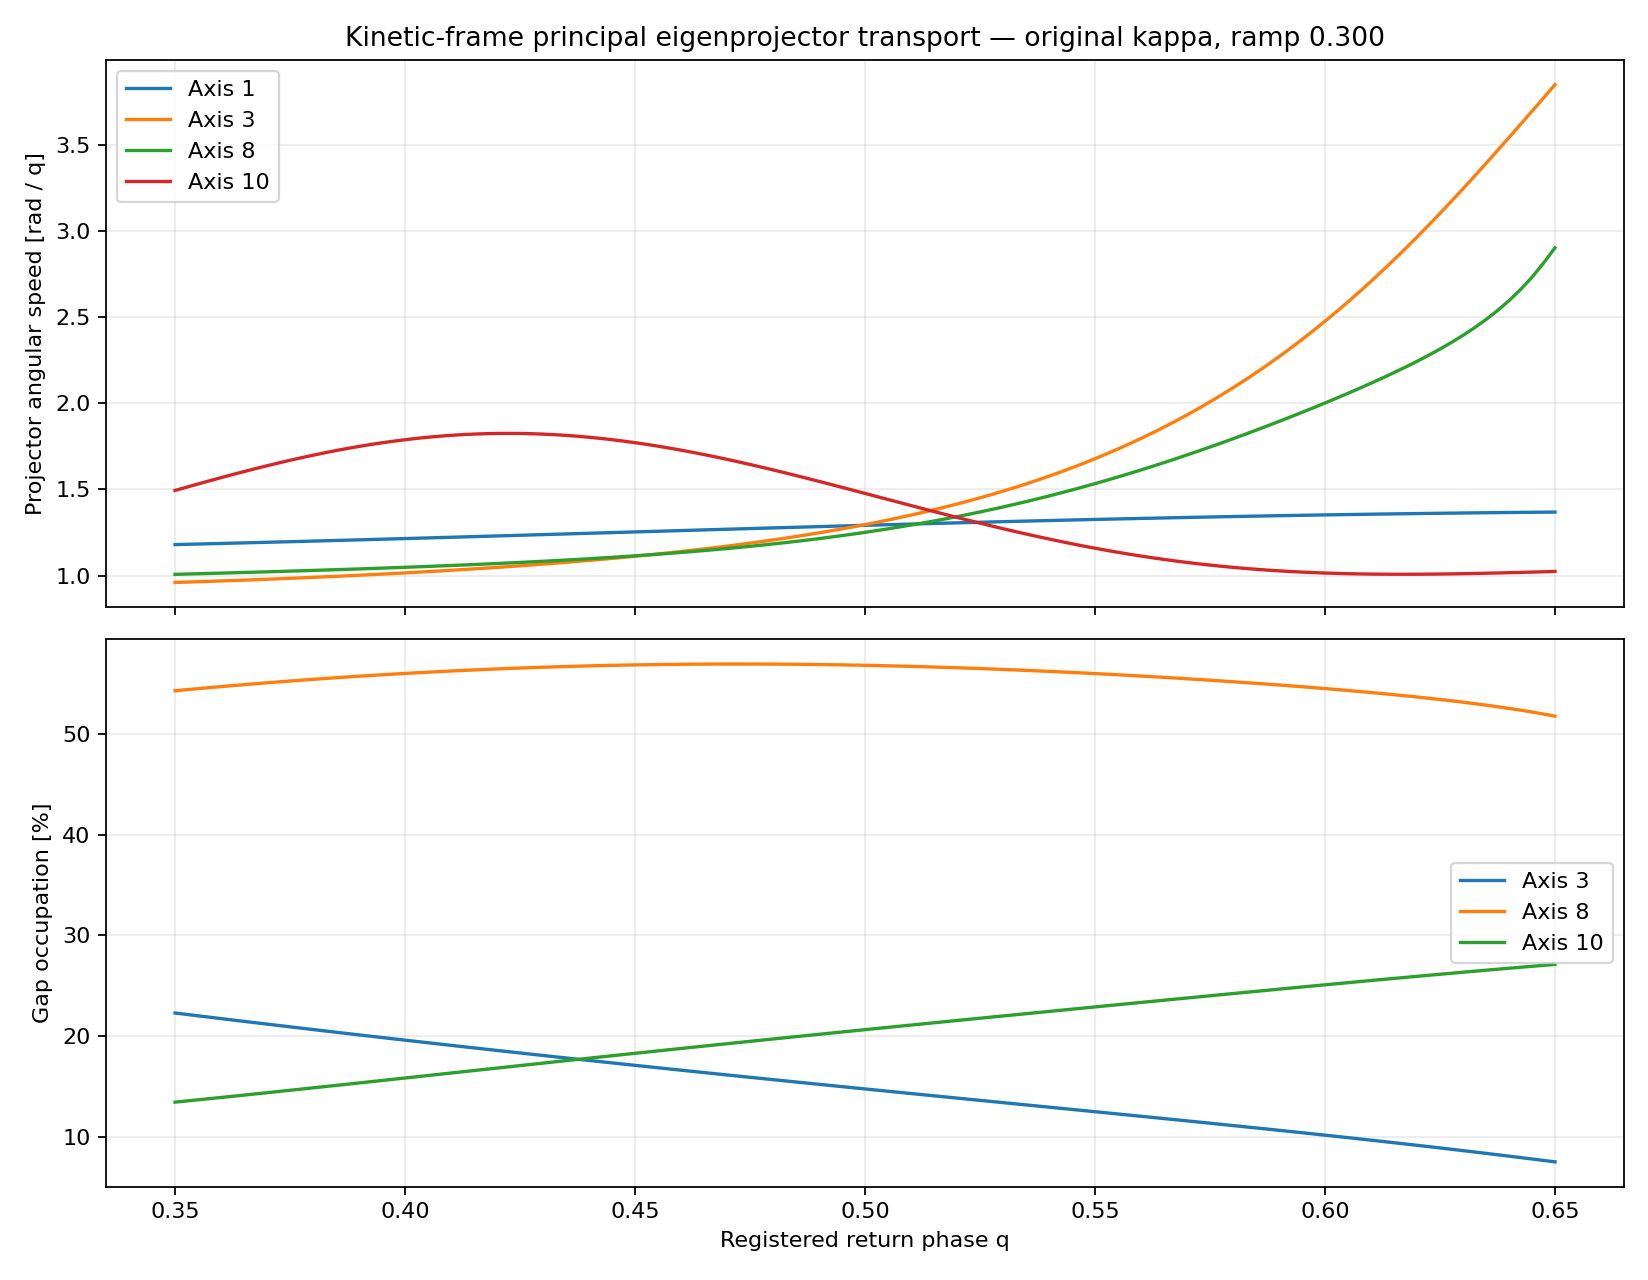 Kinetic-frame principal eigenprojector transport — original kappa, ramp 0.300
Projector angular speed [rad / q]
3.5
3.0
2.5
2.0
1.5
1.0
Axis 1
Axis 3
Axis 8
Axis 10
Gap occupation [%]
50
40
30
20
10
Axis 3
Axis 8
Axis 10
0.35 0.40 0.45 0.50 0.55 0.60 0.65
Registered return phase q